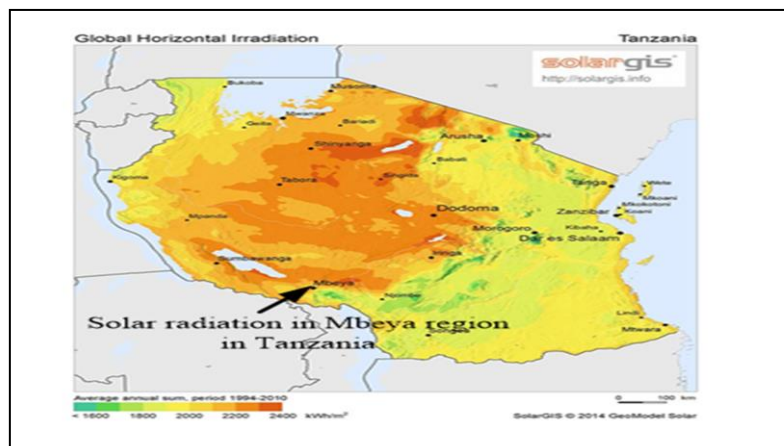 Global Horizontal Irradiation
Tanzania
solargis
http://solargis.info
Bukoba
Musoma
Mwanza
Geita
Bariadi
Arusha
Moshi
Shinyanga
Babati
Kigoma
Tabora
Singida
Tanga
Wete
Mkoani
Mkokotoni
Zanzibar
Koani
Mpanda
Dodoma
Morogoro
Kibaha
Dar es Salaam
Sumbawanga
Iringa
Mbeya
Njombe
Lindi
Mtwara
Solar radiation in Mbeya region
in Tanzania
Songea
Average annual sum, period 1994-2010
< 1600 1800 2000 2200 2400 kWh/m²
0 100 km
SolarGIS © 2014 GeoModel Solar